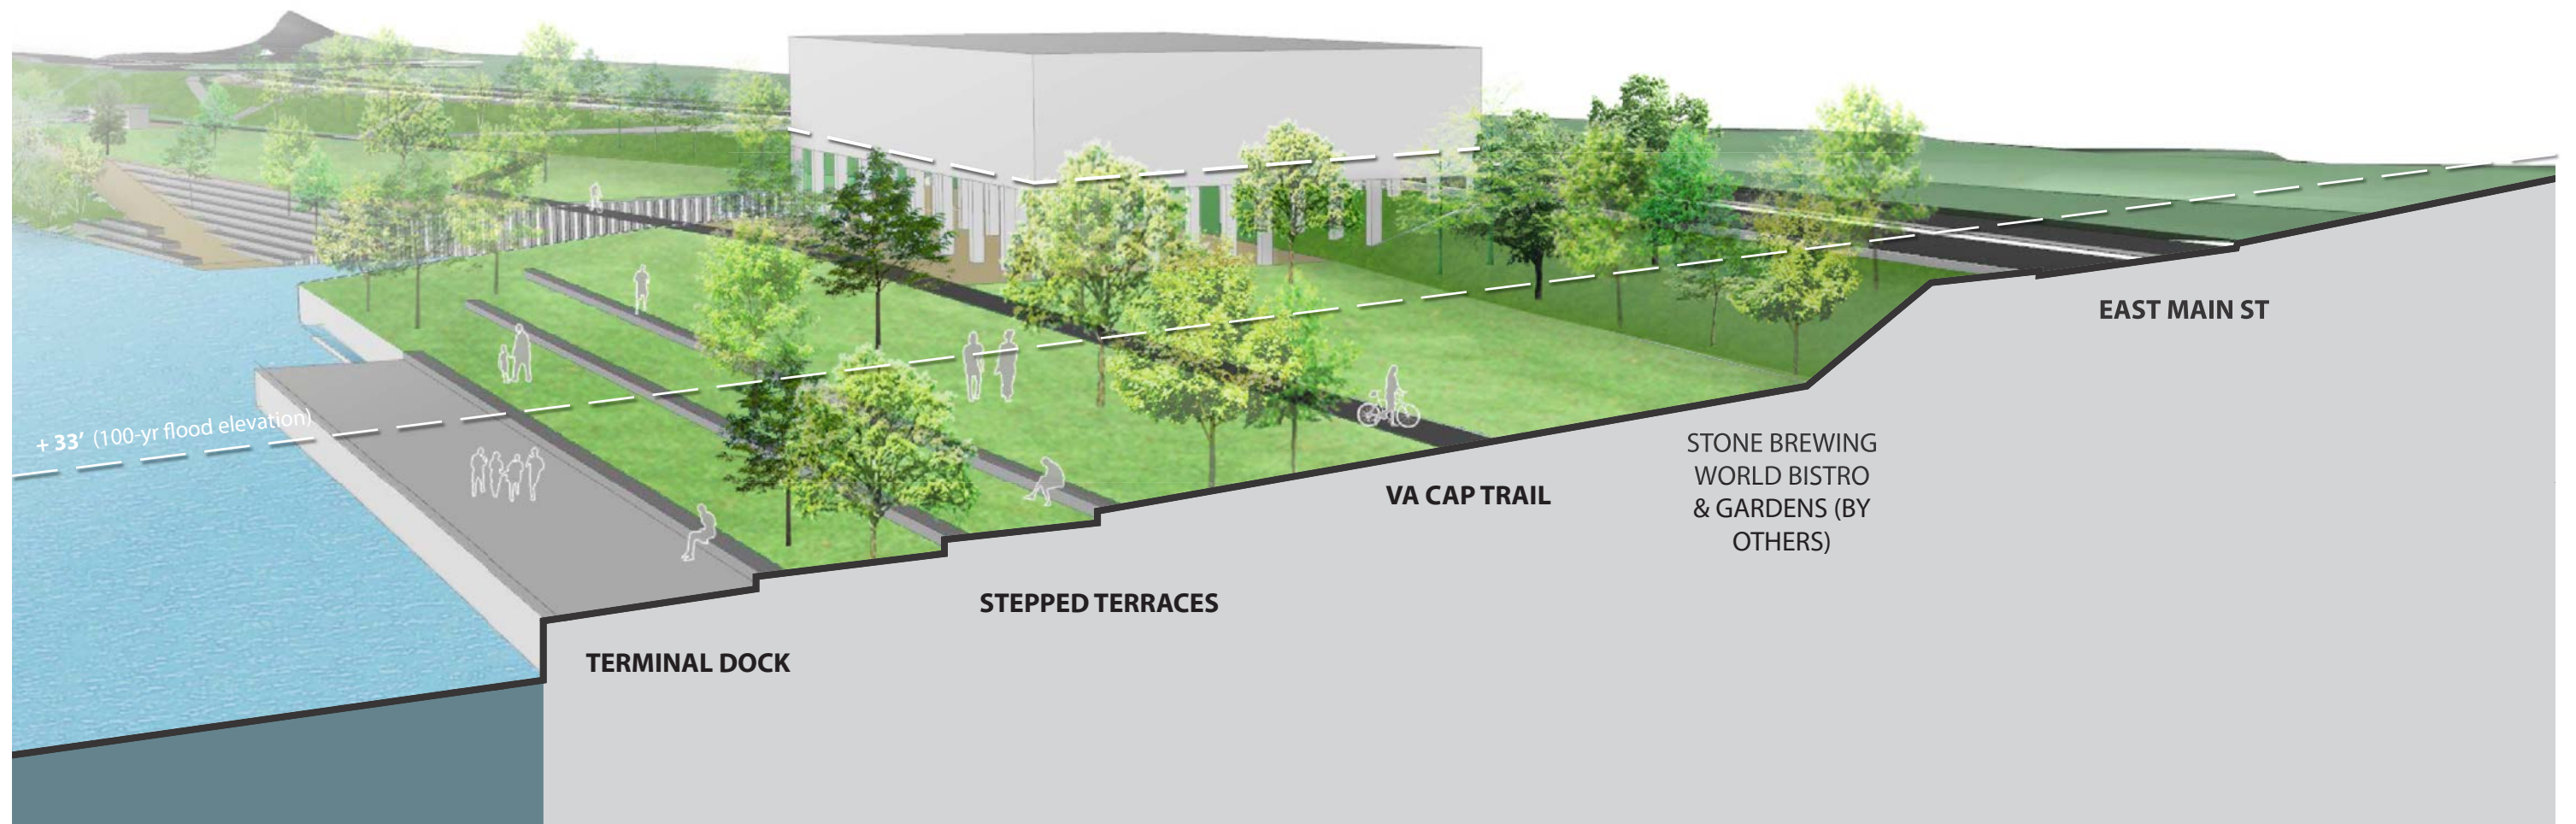 + 33’ (100-yr flood elevation)
EAST MAIN ST
STONE BREWING
WORLD BISTRO
& GARDENS (BY
OTHERS)
VA CAP TRAIL
STEPPED TERRACES
TERMINAL DOCK